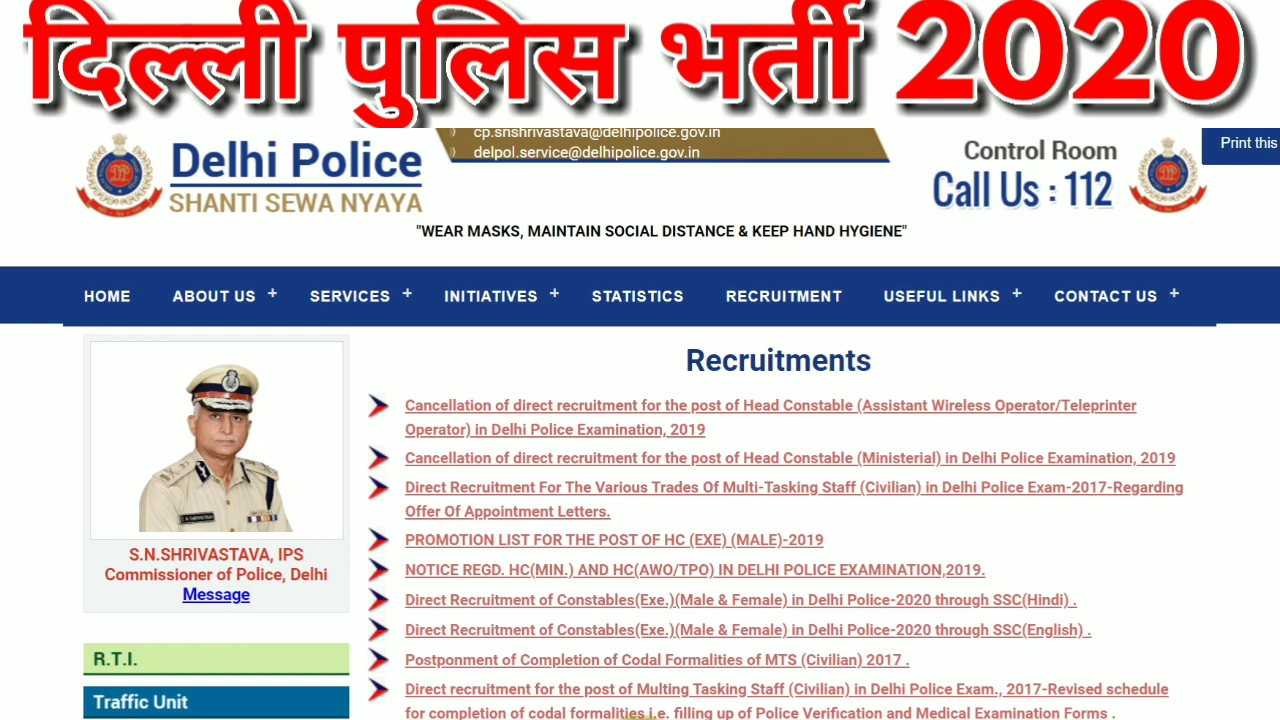 दिल्ली पुलिस भर्ती 2020
cp.snshrivastava@delhipolice.gov.in
delpol.service@delhipolice.gov.in
Print this
Delhi Police
SHANTI SEWA NYAYA
Control Room
Call Us : 112
"WEAR MASKS, MAINTAIN SOCIAL DISTANCE & KEEP HAND HYGIENE"
HOME ABOUT US + SERVICES + INITIATIVES + STATISTICS RECRUITMENT USEFUL LINKS + CONTACT US +
S.N.SHRIVASTAVA, IPS
Commissioner of Police, Delhi
Message
R.T.I.
Traffic Unit
Recruitments
Cancellation of direct recruitment for the post of Head Constable (Assistant Wireless Operator/Teleprinter
Operator) in Delhi Police Examination, 2019
Cancellation of direct recruitment for the post of Head Constable (Ministerial) in Delhi Police Examination, 2019
Direct Recruitment For The Various Trades Of Multi-Tasking Staff (Civilian) in Delhi Police Exam-2017-Regarding
Offer Of Appointment Letters.
PROMOTION LIST FOR THE POST OF HC (EXE) (MALE)-2019
NOTICE REGD. HC(MIN.) AND HC(AWO/TPO) IN DELHI POLICE EXAMINATION,2019.
Direct Recruitment of Constables(Exe.)(Male & Female) in Delhi Police-2020 through SSC(Hindi) .
Direct Recruitment of Constables(Exe.)(Male & Female) in Delhi Police-2020 through SSC(English) .
Postponment of Completion of Codal Formalities of MTS (Civilian) 2017 .
Direct recruitment for the post of Multing Tasking Staff (Civilian) in Delhi Police Exam., 2017-Revised schedule
for completion of codal formalities i.e. filling up of Police Verification and Medical Examination Forms .